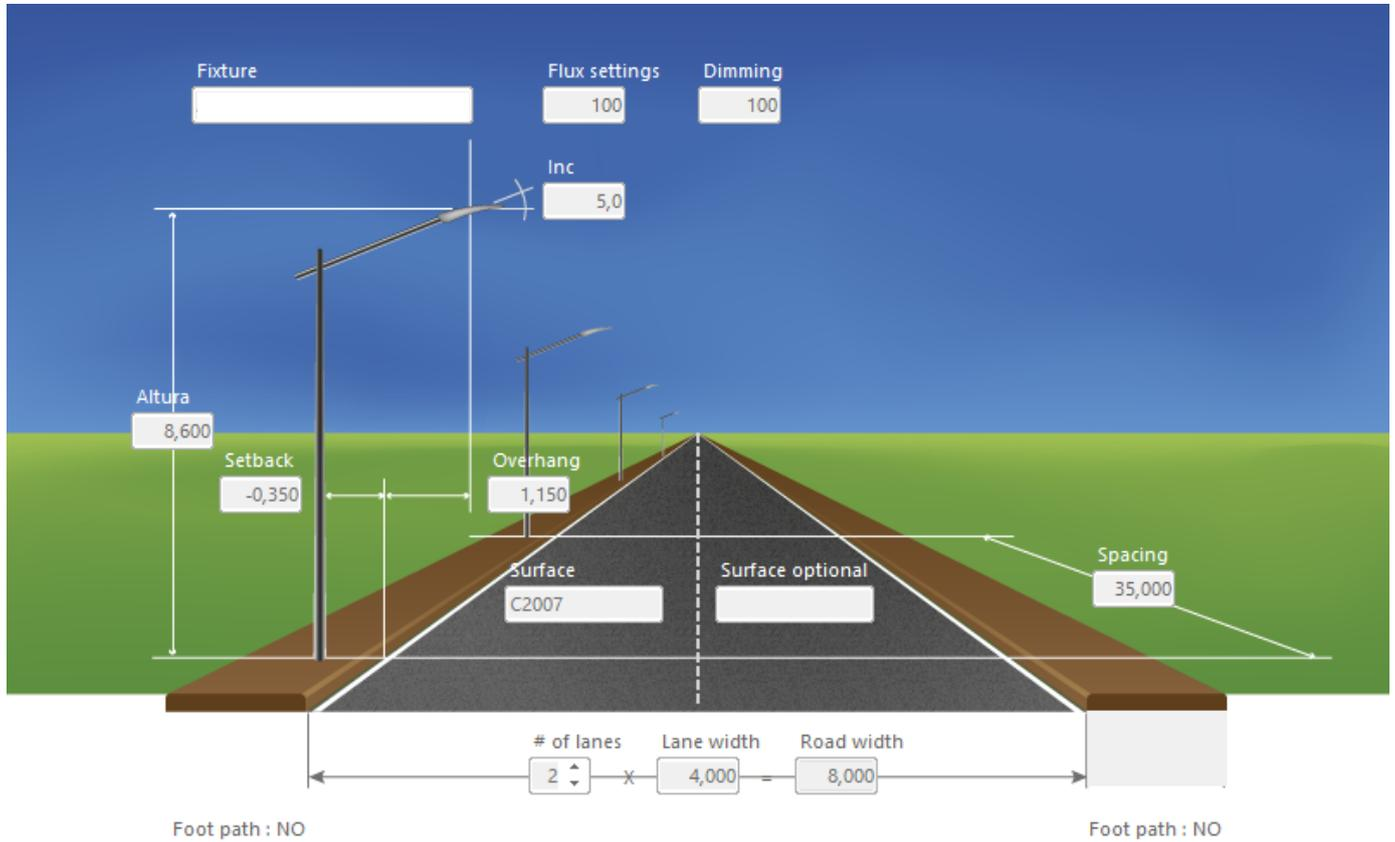 Fixture
Flux settings
Dimming
100
100
Inc
5,0
Altura
8,600
Setback
Overhang
-0,350
1,150
Spacing
35,000
Surface
Surface optional
C2007
# of lanes
Lane width
Road width
2
X
4,000
=
8,000
Foot path : NO
Foot path : NO